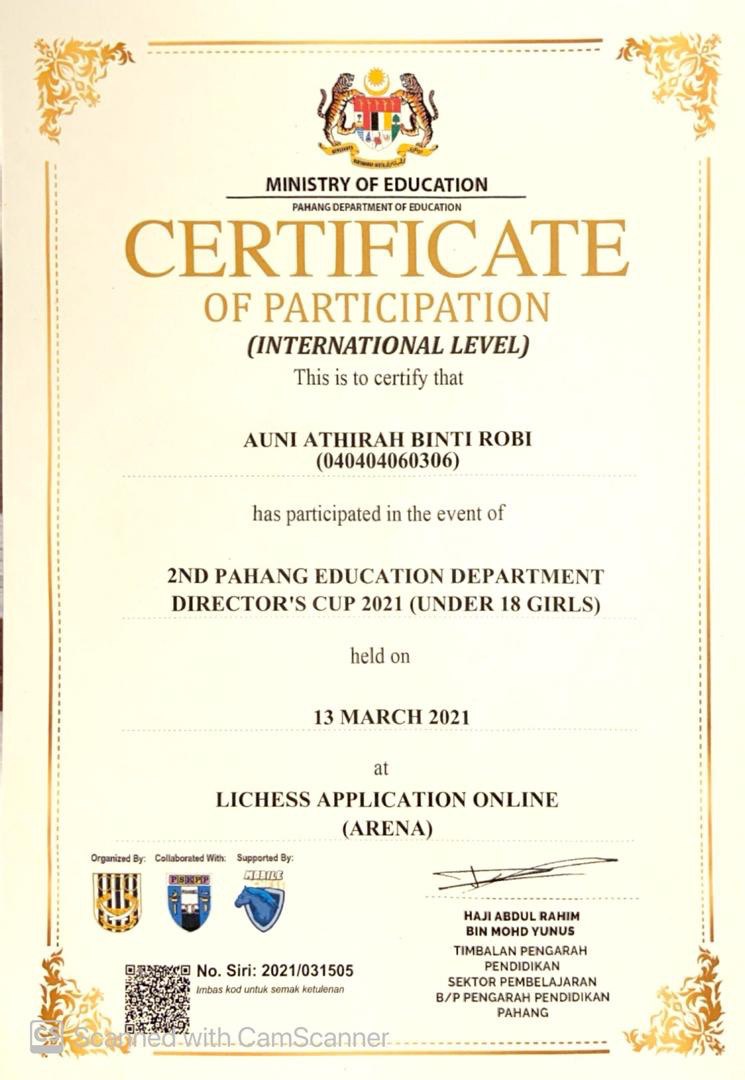 MINISTRY OF EDUCATION
PAHANG DEPARTMENT OF EDUCATION
CERTIFICATE
OF PARTICIPATION
(INTERNATIONAL LEVEL)
This is to certify that
AUNI ATHIRAH BINTI ROBI
(040404060306)
has participated in the event of
2ND PAHANG EDUCATION DEPARTMENT
DIRECTOR'S CUP 2021 (UNDER 18 GIRLS)
held on
13 MARCH 2021
at
LICHESS APPLICATION ONLINE
(ARENA)
Organized By: Collaborated With: Supported By:
PSKPP
MOBILE
HAJI ABDUL RAHIM
BIN MOHD YUNUS
TIMBALAN PENGARAH
PENDIDIKAN
SEKTOR PEMBELAJARAN
B/P PENGARAH PENDIDIKAN
PAHANG
No. Siri: 2021/031505
Imbas kod untuk semak ketulenan
CS Scanned with CamScanner